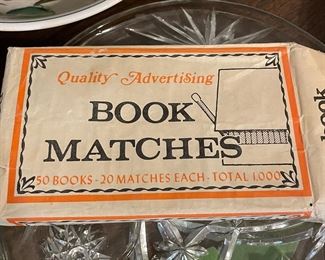 Quality Advertising
BOOK
MATCHES
50 BOOKS - 20 MATCHES EACH - TOTAL 1,000